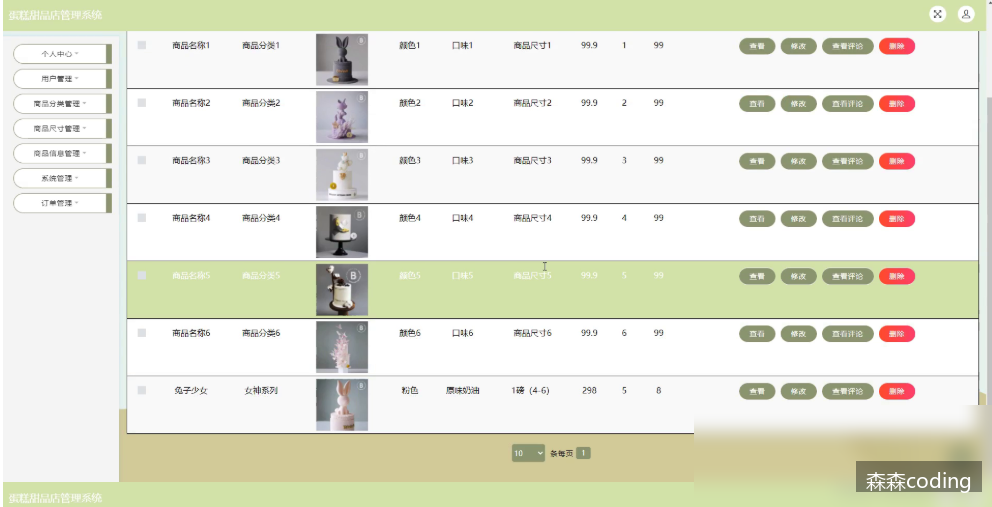 蛋糕甜品店管理系统
个人中心
用户管理
商品分类管理
商品尺寸管理
商品信息管理
系统管理
订单管理
商品名称1 商品分类1 B 颜色1 口味1 商品尺寸1 99.9 1 99 查看 修改 查看评论 删除
商品名称2 商品分类2 B 颜色2 口味2 商品尺寸2 99.9 2 99 查看 修改 查看评论 删除
商品名称3 商品分类3 B 颜色3 口味3 商品尺寸3 99.9 3 99 查看 修改 查看评论 删除
商品名称4 商品分类4 B 颜色4 口味4 商品尺寸4 99.9 4 99 查看 修改 查看评论 删除
商品名称5 商品分类5 B 颜色5 口味5 商品尺寸5 99.9 5 99 查看 修改 查看评论 删除
商品名称6 商品分类6 B 颜色6 口味6 商品尺寸6 99.9 6 99 查看 修改 查看评论 删除
兔子少女 女神系列 B 粉色 原味奶油 1磅（4-6） 298 5 8 查看 修改 查看评论 删除
10 条每页 1
森森coding
蛋糕甜品店管理系统